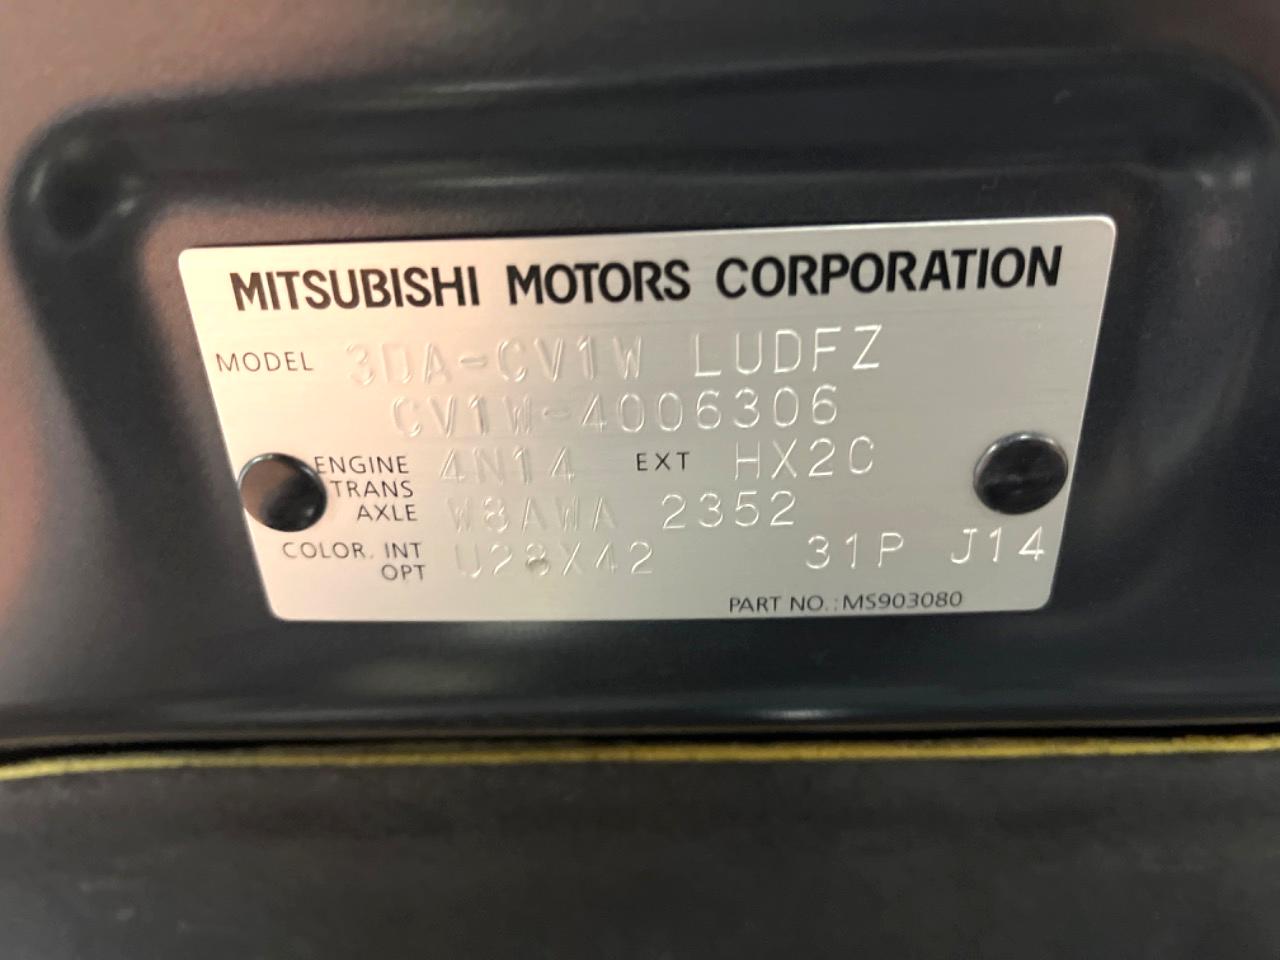 MITSUBISHI MOTORS CORPORATION
MODEL 3DA-CV1W LUDFZ
CV1W-4006306
ENGINE 4N14 EXT HX2C
TRANS
AXLE W8AWA 2352
COLOR. INT U28X42 31P J14
OPT
PART NO.: MS903080